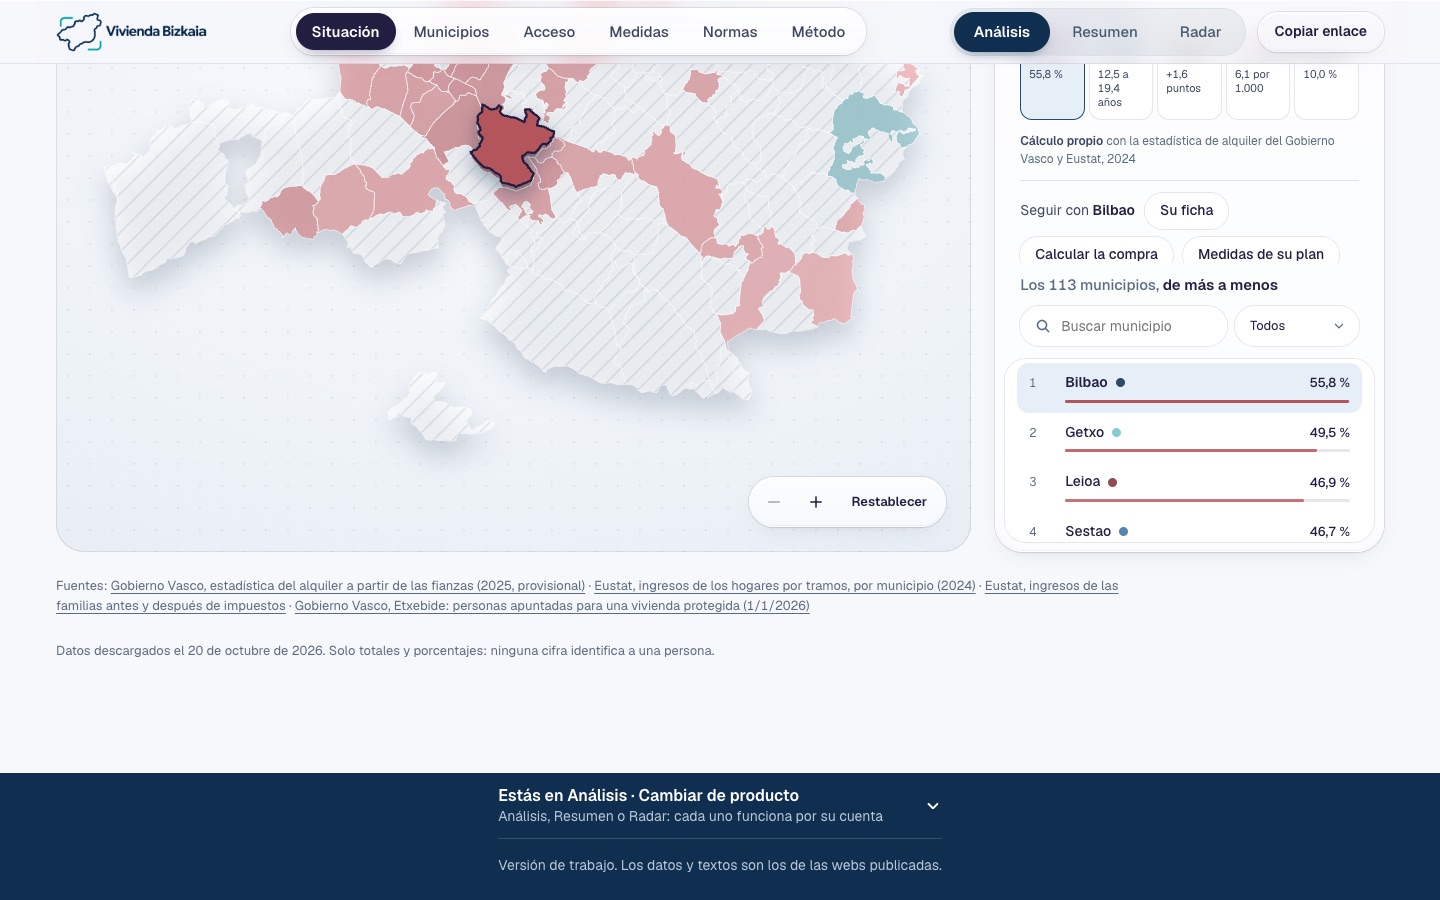 Vivienda Bizkaia
Situación Municipios Acceso Medidas Normas Método
Análisis Resumen Radar
Copiar enlace
55,8 %
12,5 a
19,4
años
+1,6
puntos
6,1 por
1.000
10,0 %
Cálculo propio con la estadística de alquiler del Gobierno
Vasco y Eustat, 2024
Seguir con Bilbao Su ficha
Calcular la compra Medidas de su plan
Los 113 municipios, de más a menos
Buscar municipio Todos
1 Bilbao 55,8 %
2 Getxo 49,5 %
3 Leioa 46,9 %
4 Sestao 46,7 %
Restablecer
Fuentes: Gobierno Vasco, estadística del alquiler a partir de las fianzas (2025, provisional) · Eustat, ingresos de los hogares por tramos, por municipio (2024) · Eustat, ingresos de las
familias antes y después de impuestos · Gobierno Vasco, Etxebide: personas apuntadas para una vivienda protegida (1/1/2026)
Datos descargados el 20 de octubre de 2026. Solo totales y porcentajes: ninguna cifra identifica a una persona.
Estás en Análisis · Cambiar de producto
Análisis, Resumen o Radar: cada uno funciona por su cuenta
Versión de trabajo. Los datos y textos son los de las webs publicadas.